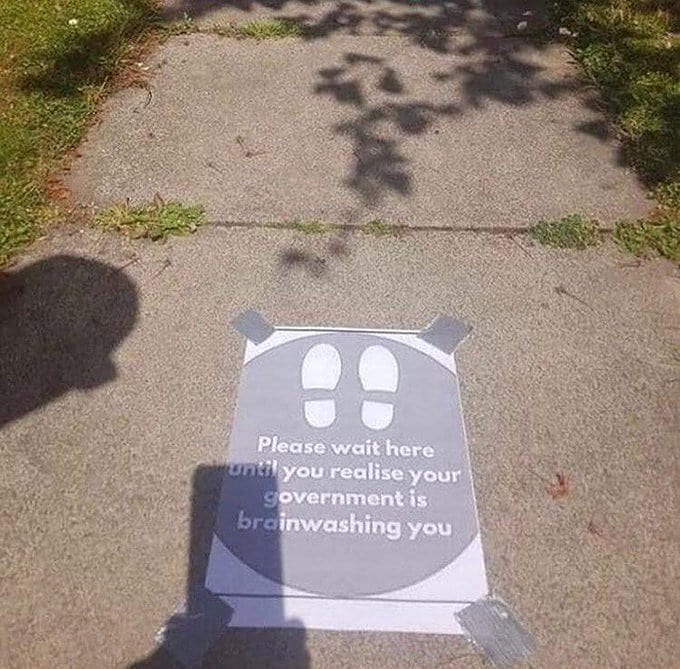 Please wait here
until you realise your
government is
brainwashing you